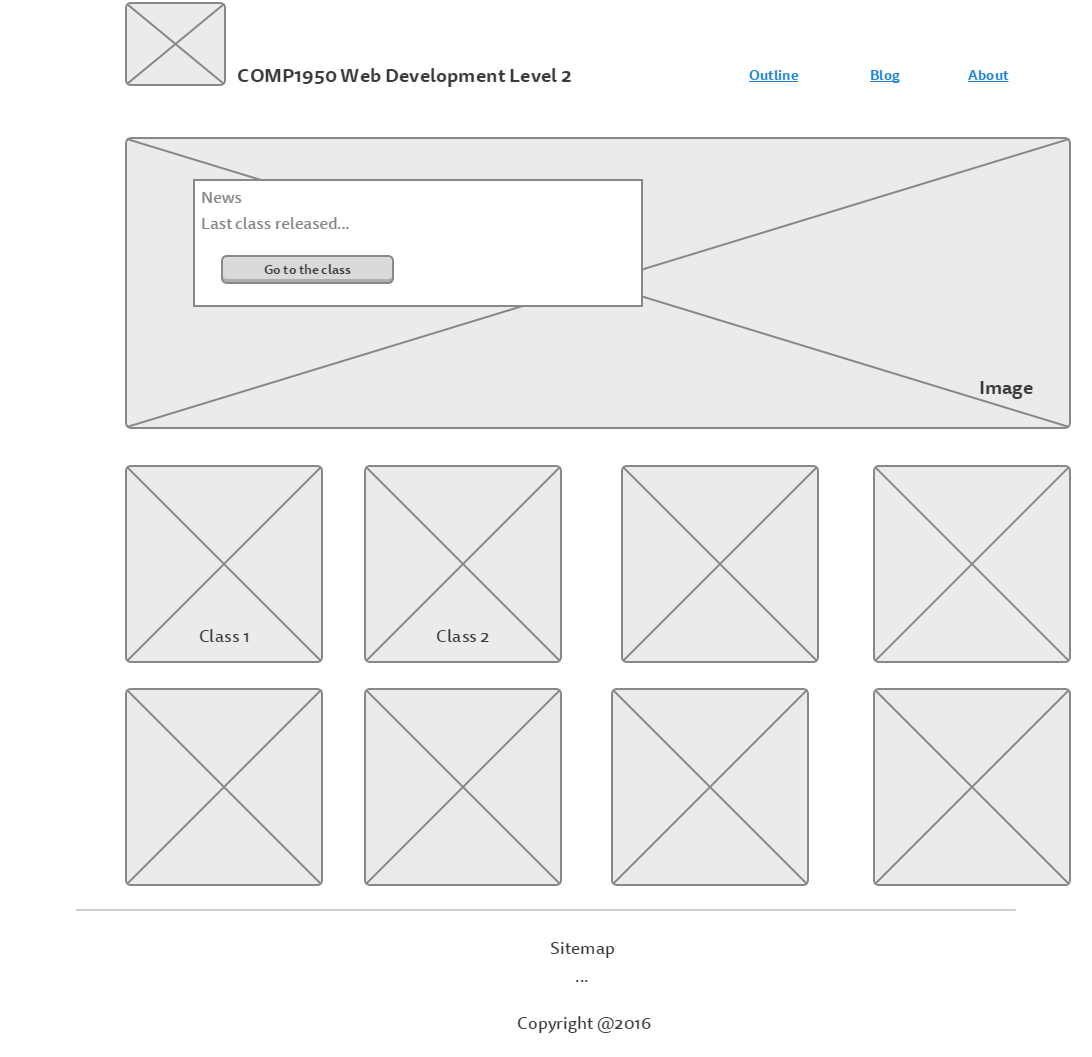 COMP1950 Web Development Level 2
Outline Blog About
News
Last class released...
Go to the class
Image
Class 1 Class 2
Sitemap
...
Copyright @2016